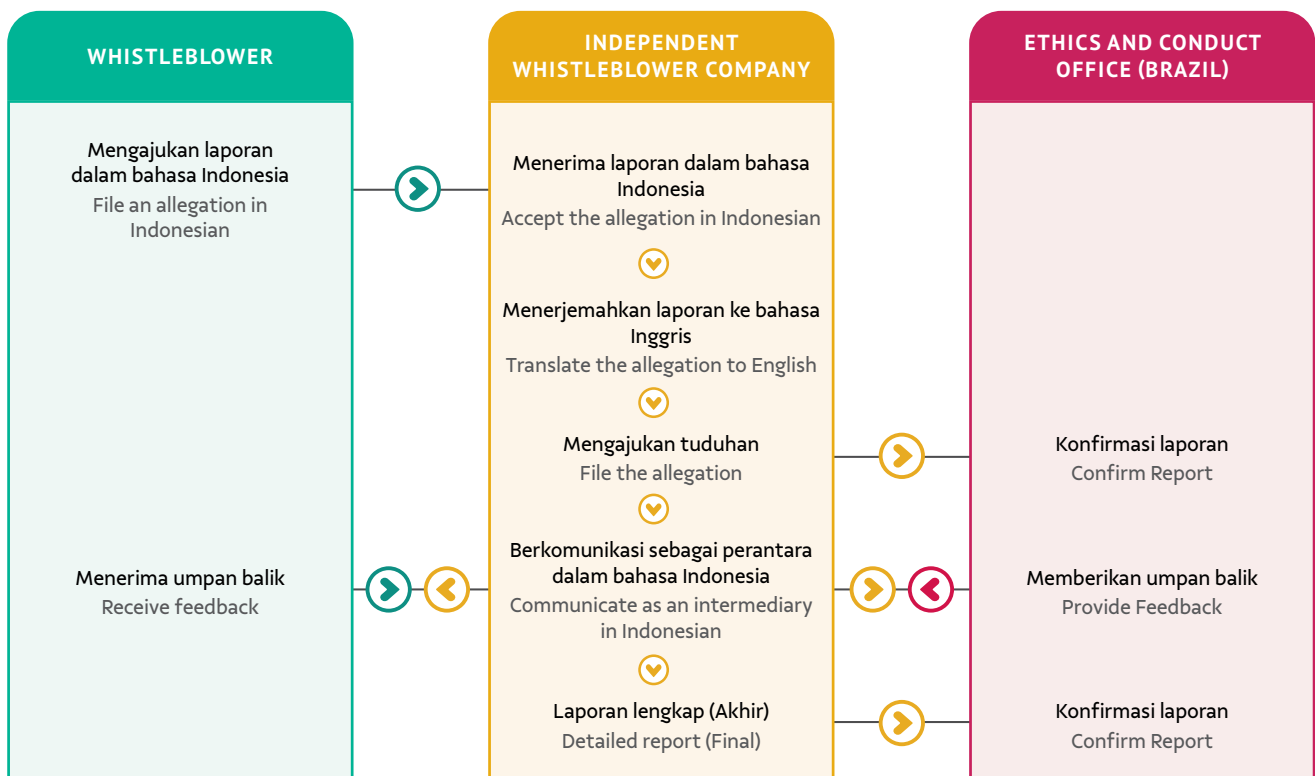 WHISTLEBLOWER
Mengajukan laporan
dalam bahasa Indonesia
File an allegation in
Indonesian
Menerima umpan balik
Receive feedback
INDEPENDENT
WHISTLEBLOWER COMPANY
Menerima laporan dalam bahasa
Indonesia
Accept the allegation in Indonesian
Menerjemahkan laporan ke bahasa
Inggris
Translate the allegation to English
Mengajukan tuduhan
File the allegation
Berkomunikasi sebagai perantara
dalam bahasa Indonesia
Communicate as an intermediary
in Indonesian
Laporan lengkap (Akhir)
Detailed report (Final)
ETHICS AND CONDUCT
OFFICE (BRAZIL)
Konfirmasi laporan
Confirm Report
Memberikan umpan balik
Provide Feedback
Konfirmasi laporan
Confirm Report